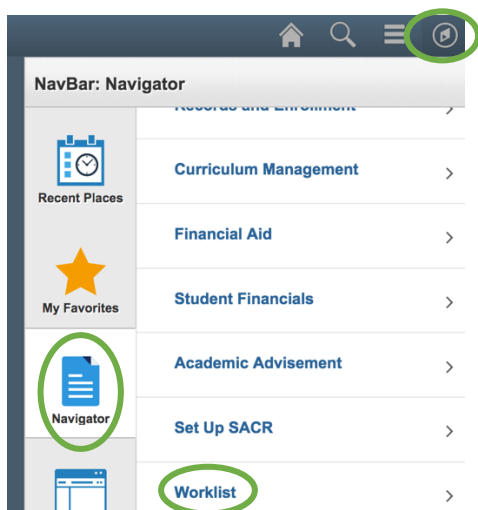 NavBar: Navigator
Records and Enrollment
Recent Places
Curriculum Management
Financial Aid
My Favorites
Student Financials
Academic Advisement
Navigator
Set Up SACR
Worklist